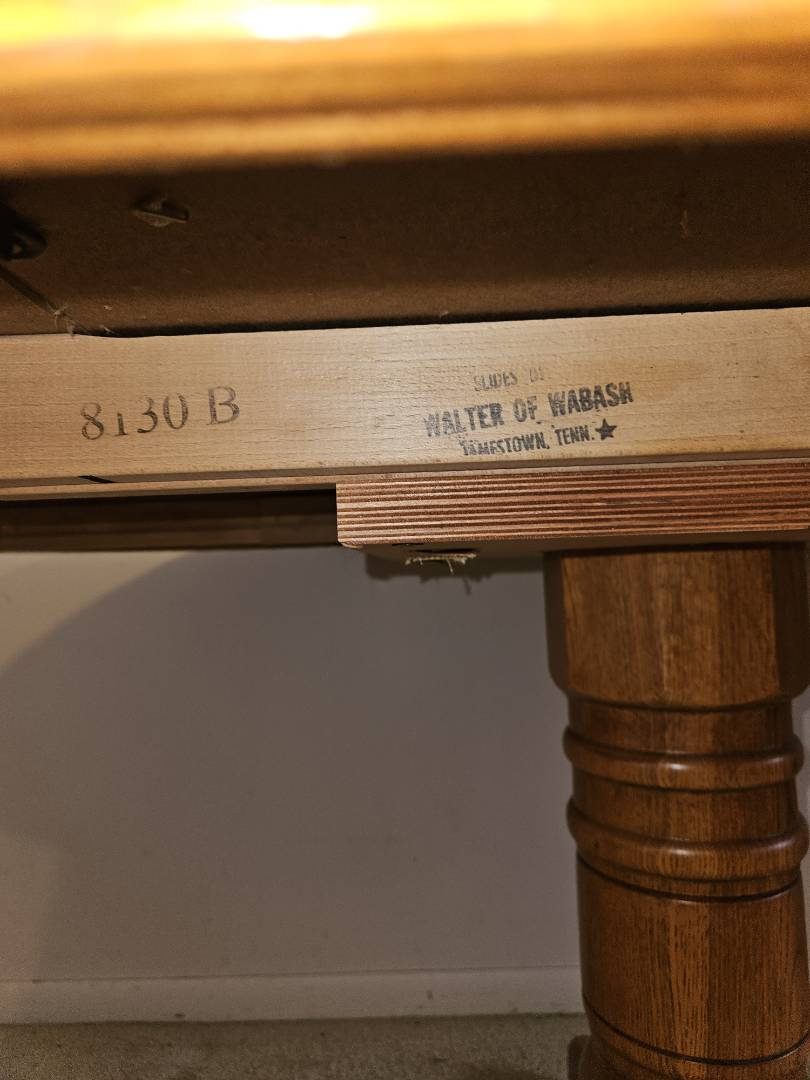 8130 B
SLIDES BY
WALTER OF WABASH
JAMESTOWN, TENN.★